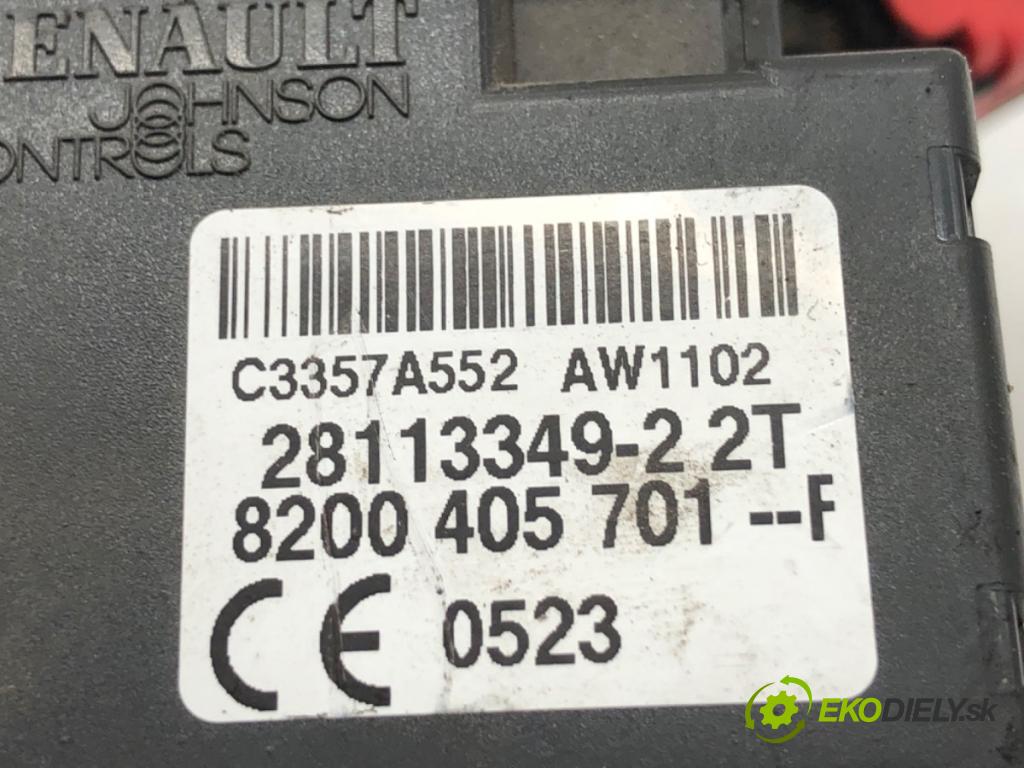 ENAULT
JOHNSON
ONTROLS
C3357A552 AW1102
28113349-2 2T
8200 405 701 --F
CE 0523
EKODIELY.sk